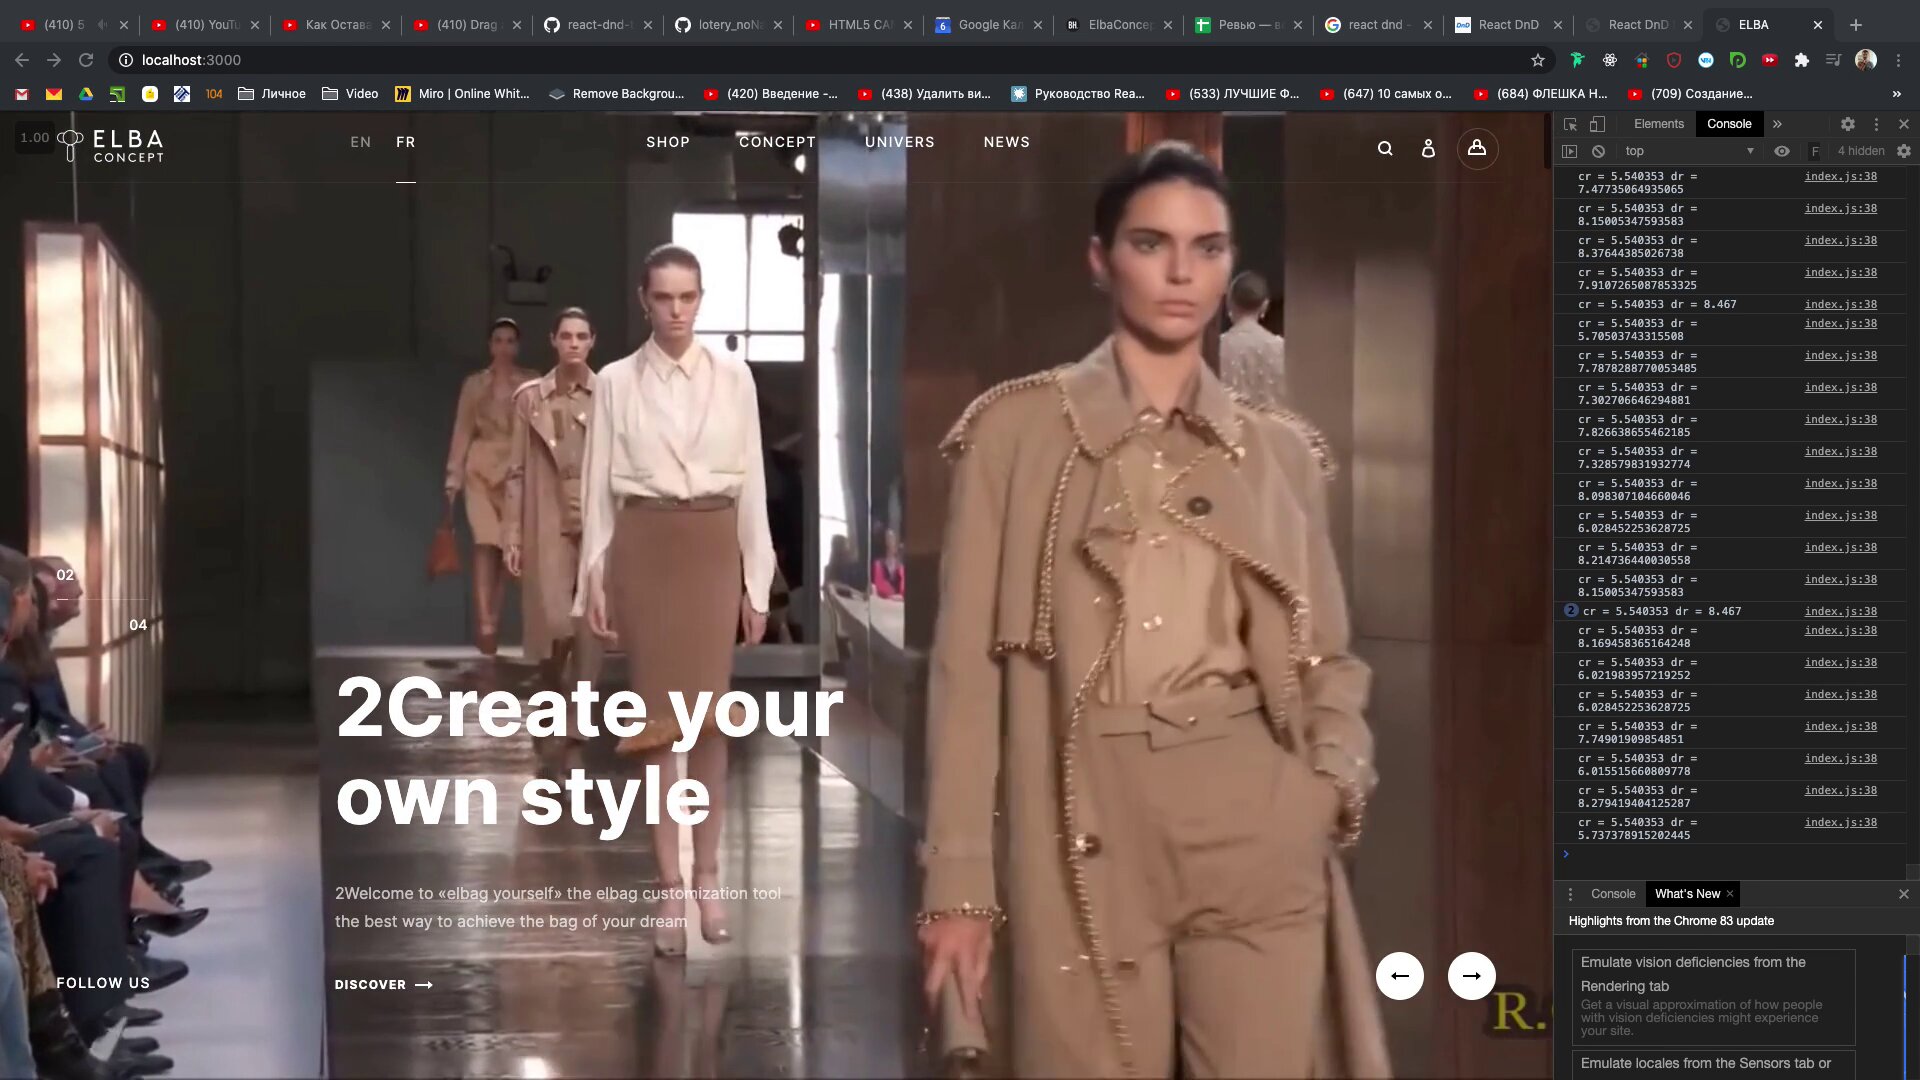 (410) 5
(410) YouTu
Как Остава
(410) Drag
react-dnd-t
lotery_noNa
HTML5 CAN
Google Кал
ElbaConcep
Ревью — ва
react dnd -
React DnD
React DnD
ELBA
localhost:3000
104
Личное
Video
Miro | Online Whit...
Remove Backgrou...
(420) Введение -...
(438) Удалить ви...
Руководство Rea...
(533) ЛУЧШИЕ Ф...
(647) 10 самых о...
(684) ФЛЕШКА Н...
(709) Создание...
»
1.00
ELBA
CONCEPT
EN
FR
SHOP
CONCEPT
UNIVERS
NEWS
02
04
2Create your
own style
2Welcome to «elbag yourself» the elbag customization tool
the best way to achieve the bag of your dream
DISCOVER
FOLLOW US
R.
Elements
Console
»
top
F
4 hidden
cr = 5.540353 dr = index.js:38
7.47735064935065
cr = 5.540353 dr = index.js:38
8.15005347593583
cr = 5.540353 dr = index.js:38
8.37644385026738
cr = 5.540353 dr = index.js:38
7.9107265087853325
cr = 5.540353 dr = 8.467 index.js:38
cr = 5.540353 dr = index.js:38
5.70503743315508
cr = 5.540353 dr = index.js:38
7.7878288770053485
cr = 5.540353 dr = index.js:38
7.302706646294881
cr = 5.540353 dr = index.js:38
7.826638655462185
cr = 5.540353 dr = index.js:38
7.328579831932774
cr = 5.540353 dr = index.js:38
8.098307104660046
cr = 5.540353 dr = index.js:38
6.028452253628725
cr = 5.540353 dr = index.js:38
8.214736440030558
cr = 5.540353 dr = index.js:38
8.15005347593583
2 cr = 5.540353 dr = 8.467 index.js:38
cr = 5.540353 dr = index.js:38
8.169458365164248
cr = 5.540353 dr = index.js:38
6.021983957219252
cr = 5.540353 dr = index.js:38
6.028452253628725
cr = 5.540353 dr = index.js:38
7.74901909854851
cr = 5.540353 dr = index.js:38
6.015515660809778
cr = 5.540353 dr = index.js:38
8.279419404125287
cr = 5.540353 dr = index.js:38
5.737378915202445
Console
What's New
Highlights from the Chrome 83 update
Emulate vision deficiencies from the
Rendering tab
Get a visual approximation of how people
with vision deficiencies might experience
your site.
Emulate locales from the Sensors tab or